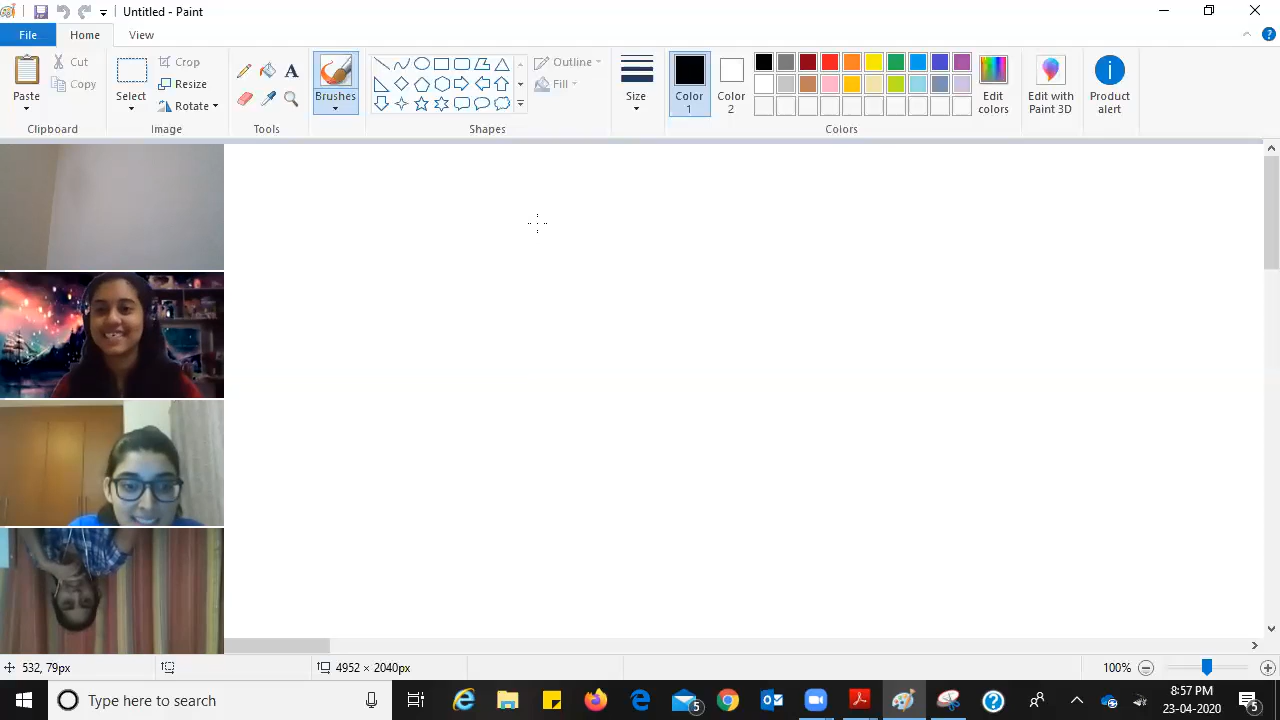 Untitled - Paint
File
Home
View
Paste
Cut
Copy
Clipboard
Select
Crop
Resize
Rotate
Image
A
Tools
Brushes
Outline
Fill
Shapes
Size
Color 1
Color 2
Edit colors
Colors
Edit with Paint 3D
Product alert
532, 79px
4952 × 2040px
100%
Type here to search
5
8:57 PM
23-04-2020
5